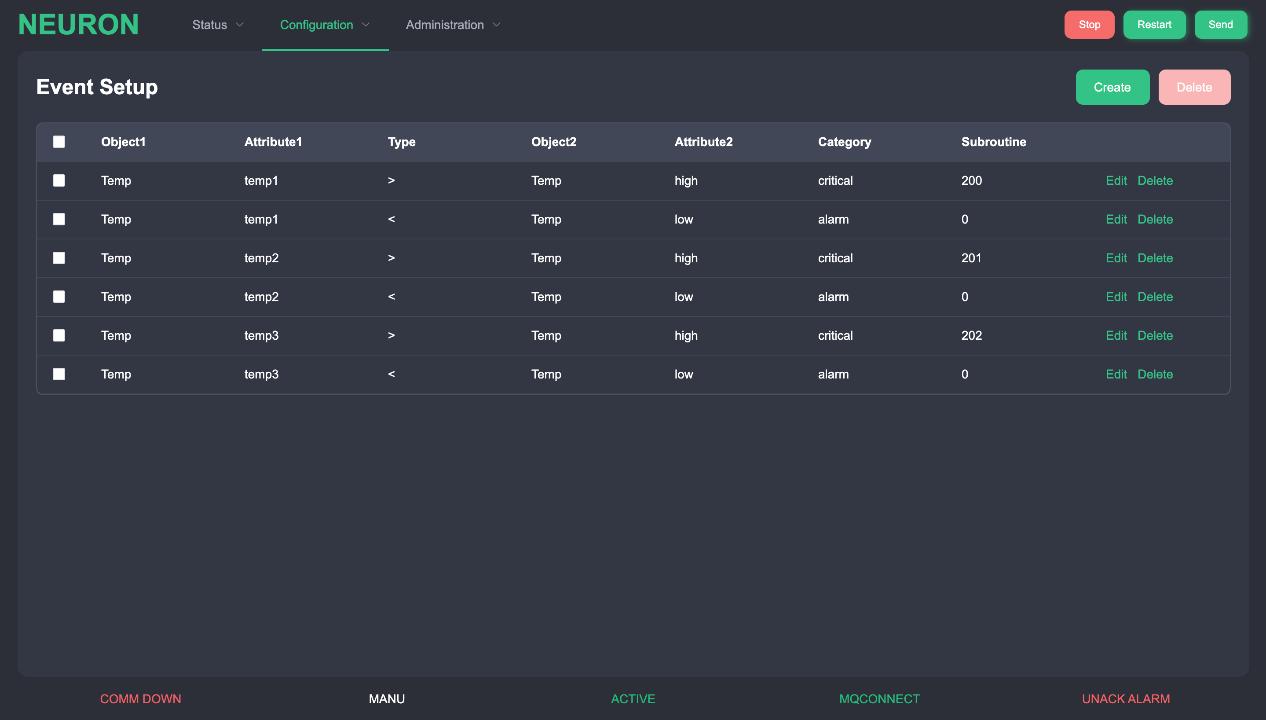 NEURON Status Configuration Administration Stop Restart Send
Event Setup Create Delete
Object1 Attribute1 Type Object2 Attribute2 Category Subroutine
Temp temp1 > Temp high critical 200 Edit Delete
Temp temp1 < Temp low alarm 0 Edit Delete
Temp temp2 > Temp high critical 201 Edit Delete
Temp temp2 < Temp low alarm 0 Edit Delete
Temp temp3 > Temp high critical 202 Edit Delete
Temp temp3 < Temp low alarm 0 Edit Delete
COMM DOWN MANU ACTIVE MQCONNECT UNACK ALARM